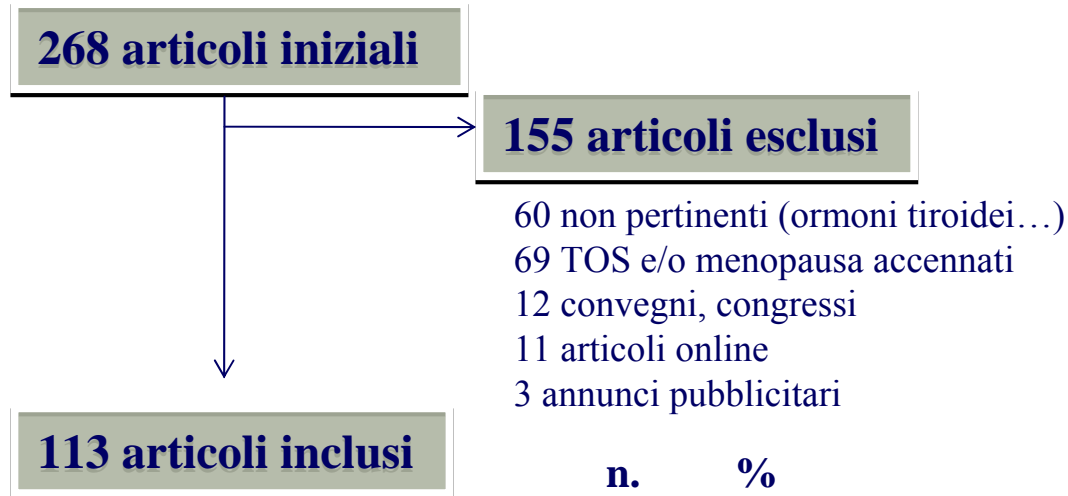 268 articoli iniziali
155 articoli esclusi
60 non pertinenti (ormoni tiroidei…)
69 TOS e/o menopausa accennati
12 convegni, congressi
11 articoli online
3 annunci pubblicitari
113 articoli inclusi
n. %